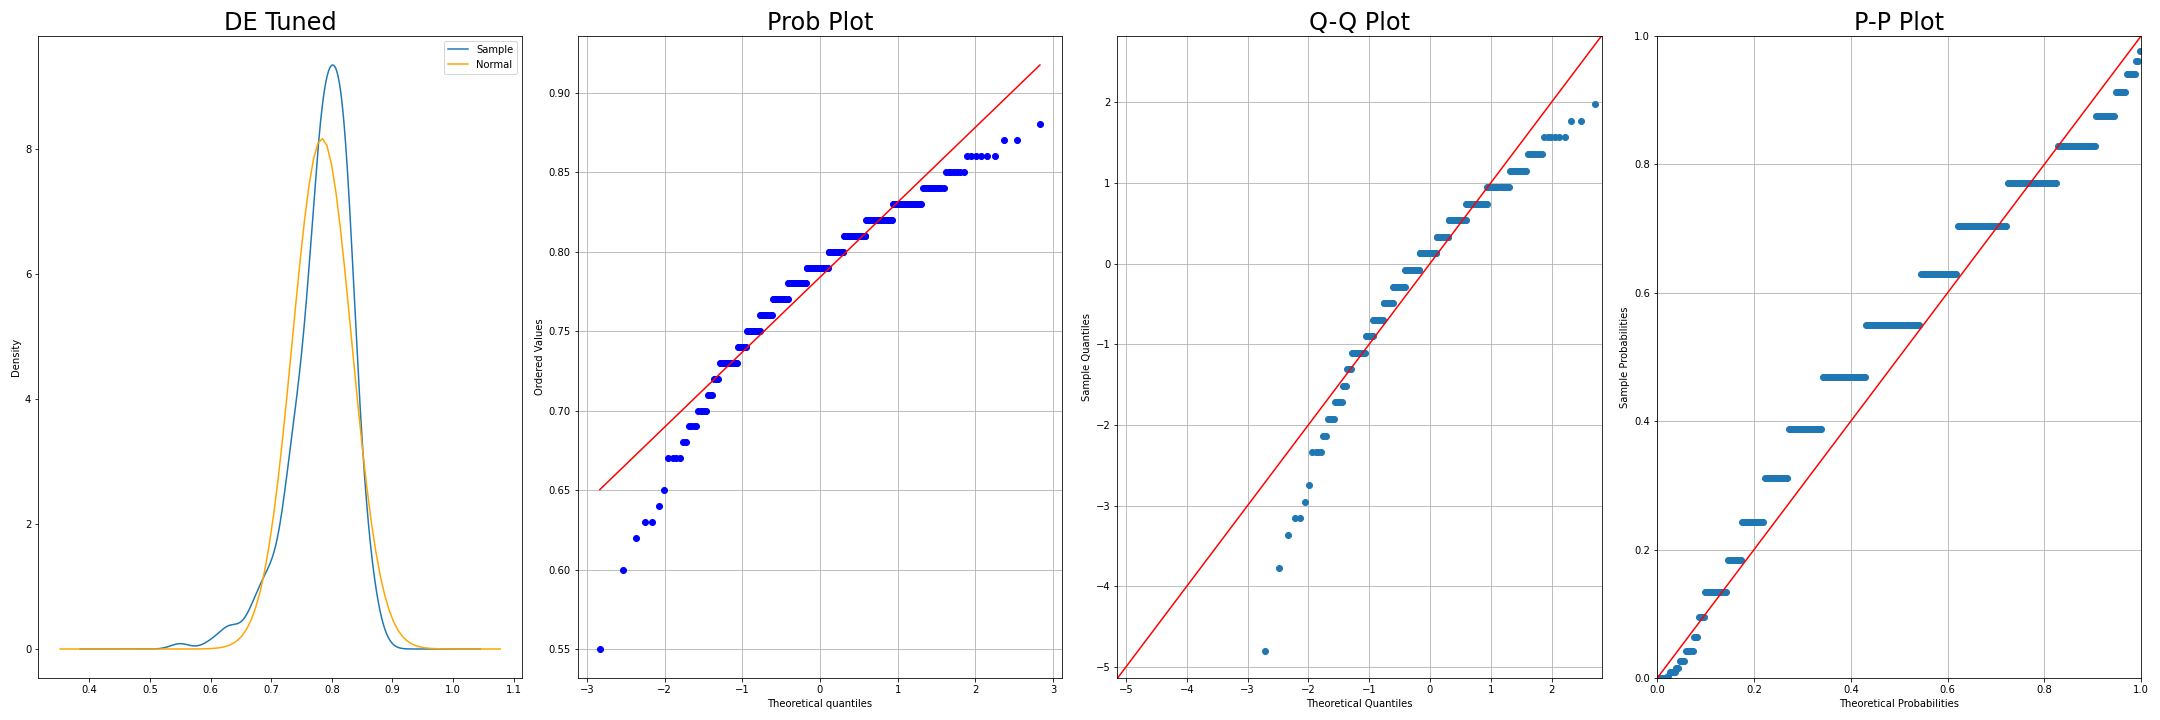 DE Tuned
Sample
Normal
Density
8
6
4
2
0
0.4 0.5 0.6 0.7 0.8 0.9 1.0 1.1
Prob Plot
Ordered Values
0.90
0.85
0.80
0.75
0.70
0.65
0.60
0.55
−3 −2 −1 0 1 2 3
Theoretical quantiles
Q-Q Plot
Sample Quantiles
2
1
0
−1
−2
−3
−4
−5
−5 −4 −3 −2 −1 0 1 2
Theoretical Quantiles
P-P Plot
Sample Probabilities
1.0
0.8
0.6
0.4
0.2
0.0
0.0 0.2 0.4 0.6 0.8 1.0
Theoretical Probabilities